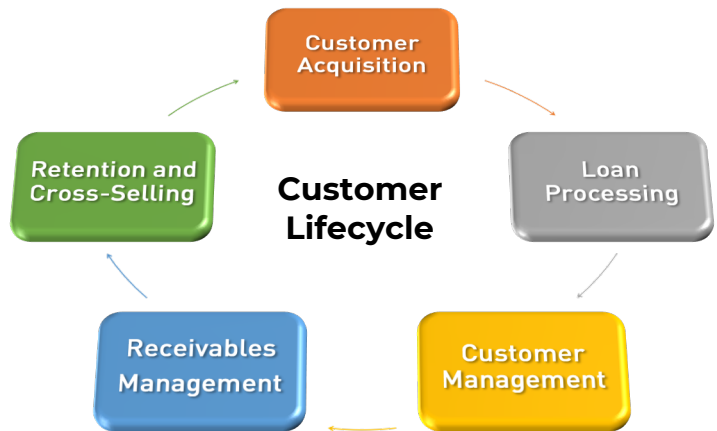 Customer
Acquisition
Retention and
Cross-Selling
Customer
Lifecycle
Loan
Processing
Receivables
Management
Customer
Management